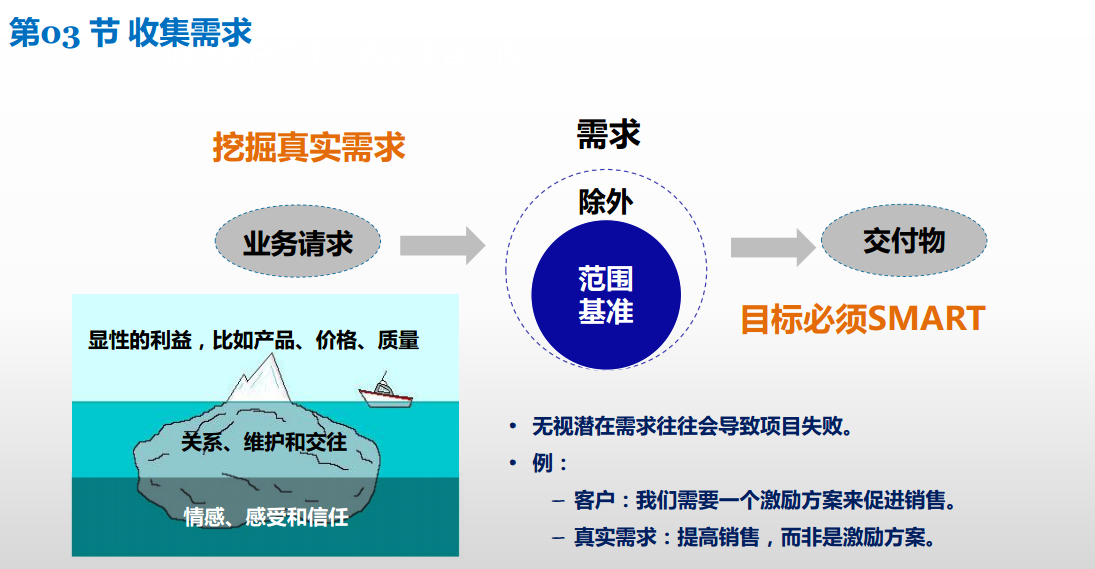 第03 节 收集需求
挖掘真实需求
需求
业务请求
除外
范围
基准
交付物
目标必须SMART
显性的利益，比如产品、价格、质量
关系、维护和交往
情感、感受和信任
• 无视潜在需求往往会导致项目失败。
• 例：
– 客户：我们需要一个激励方案来促进销售。
– 真实需求：提高销售，而非是激励方案。